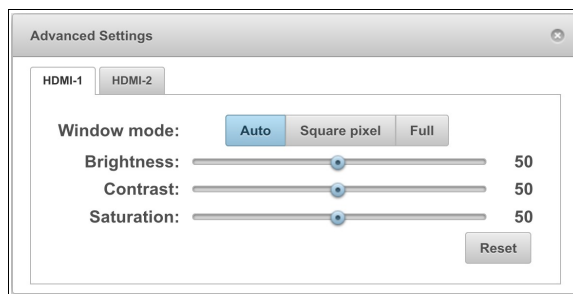 Advanced Settings
HDMI-1 HDMI-2
Window mode: Auto Square pixel Full
Brightness: 50
Contrast: 50
Saturation: 50
Reset